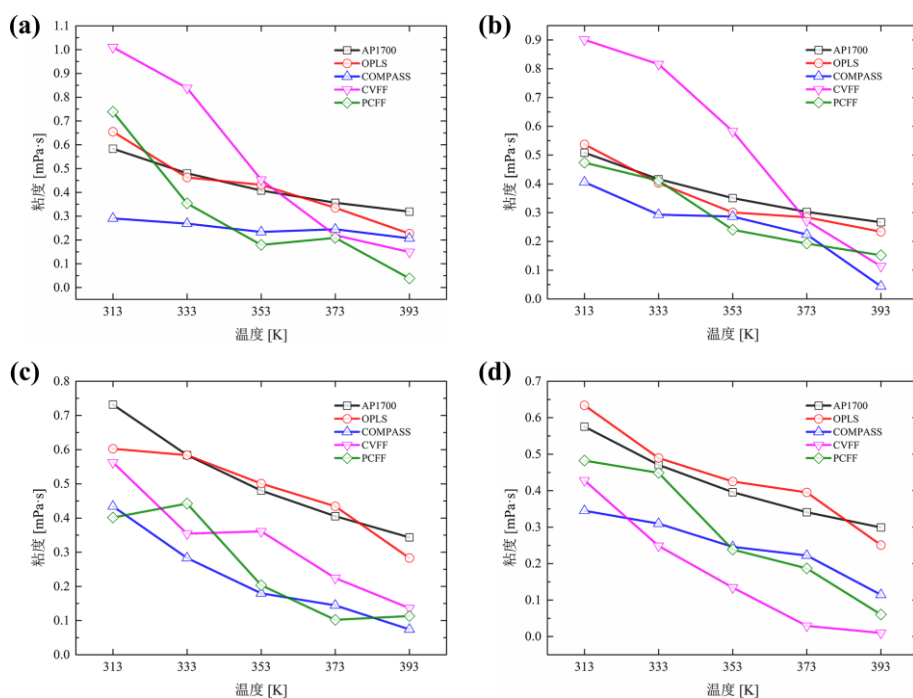 (a)
1.1
1.0
0.9
0.8
0.7
0.6
0.5
0.4
0.3
0.2
0.1
0.0
粘度 [mPa·s]
AP1700
OPLS
COMPASS
CVFF
PCFF
313 333 353 373 393
温度 [K]
(b)
0.9
0.8
0.7
0.6
0.5
0.4
0.3
0.2
0.1
0.0
粘度 [mPa·s]
AP1700
OPLS
COMPASS
CVFF
PCFF
313 333 353 373 393
温度 [K]
(c)
0.8
0.7
0.6
0.5
0.4
0.3
0.2
0.1
0.0
粘度 [mPa·s]
AP1700
OPLS
COMPASS
CVFF
PCFF
313 333 353 373 393
温度 [K]
(d)
0.7
0.6
0.5
0.4
0.3
0.2
0.1
0.0
粘度 [mPa·s]
AP1700
OPLS
COMPASS
CVFF
PCFF
313 333 353 373 393
温度 [K]